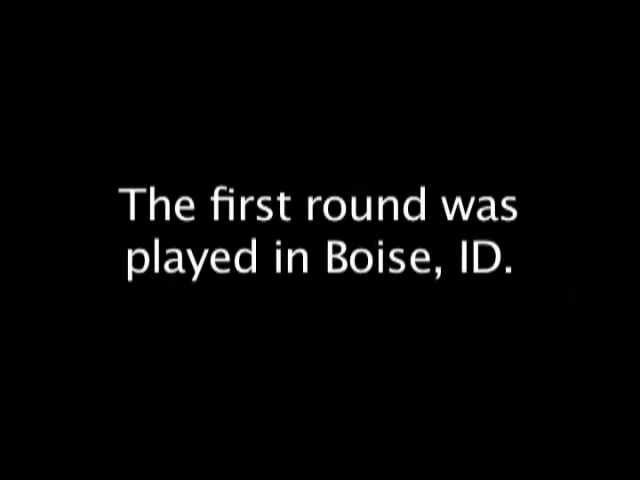 The first round was
played in Boise, ID.